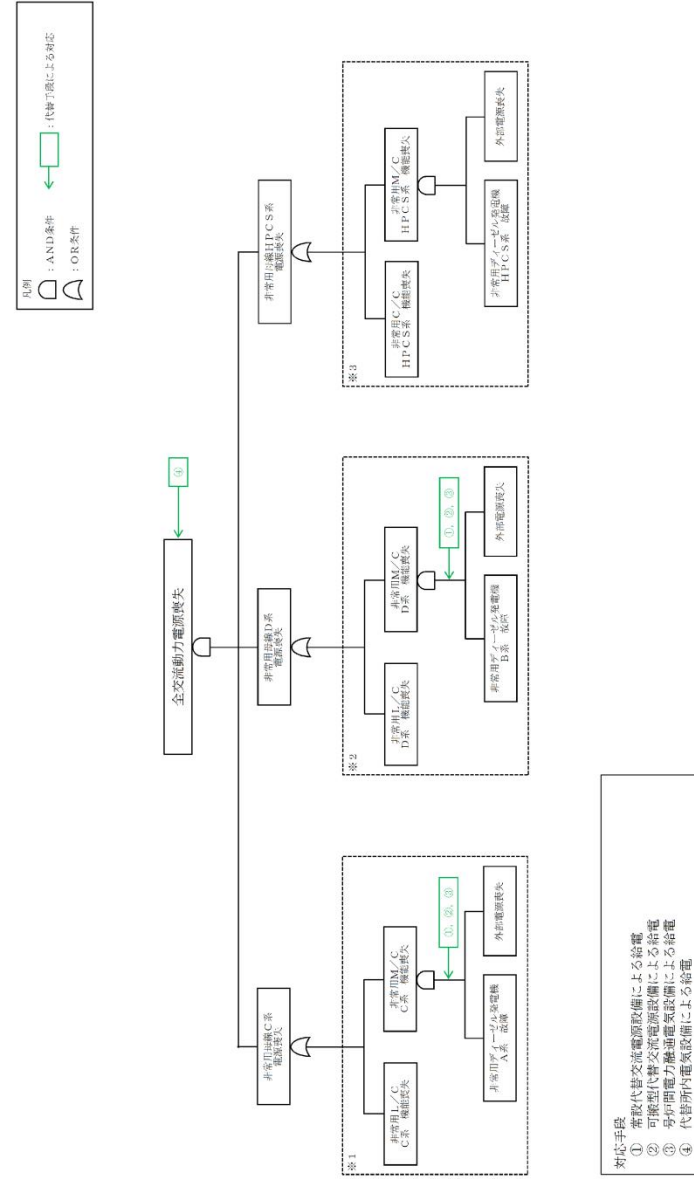 凡例
：AND条件
：代替手段による対応
：OR条件
全交流動力電源喪失
④
非常用母線C系
電源喪失
非常用母線D系
電源喪失
非常用母線HPCS系
電源喪失
※1
非常用L／C
C系　機能喪失
非常用M／C
C系　機能喪失
①，②，③
非常用ディーゼル発電機
A系　故障
外部電源喪失
※2
非常用L／C
D系　機能喪失
非常用M／C
D系　機能喪失
①，②，③
非常用ディーゼル発電機
B系　故障
外部電源喪失
※3
非常用C／C
HPCS系　機能喪失
非常用M／C
HPCS系　機能喪失
非常用ディーゼル発電機
HPCS系　故障
外部電源喪失
対応手段
①　常設代替交流電源設備による給電
②　可搬型代替交流電源設備による給電
③　号炉間電力融通電気設備による給電
④　代替所内電気設備による給電